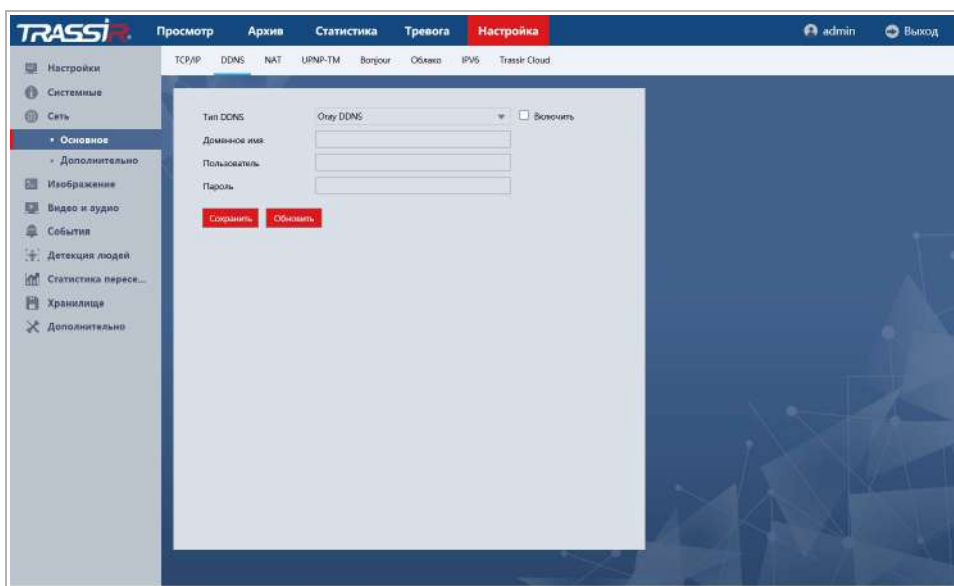 TRASSIR
Просмотр Архив Статистика Тревога Настройка admin Выход
TCP/IP DDNS NAT UPNP-TM Bonjour Облако IPV6 Trassir Cloud
Настройки
Системные
Сеть
Основное
Дополнительно
Изображение
Видео и аудио
События
Детекция людей
Статистика пересе...
Хранилище
Дополнительно
Тип DDNS Oray DDNS Включить
Доменное имя
Пользователь
Пароль
Сохранить Обновить